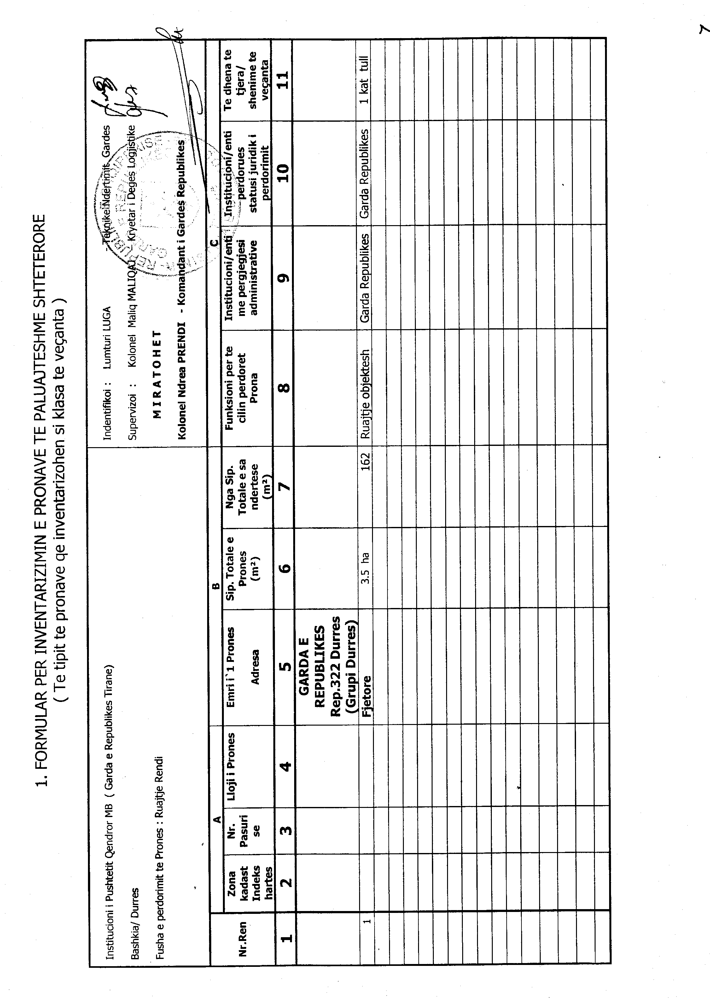 1. FORMULAR PER INVENTARIZIMIN E PRONAVE TE PALUAJTESHME SHTETERORE
( Te tipit te pronave qe inventarizohen si klasa te veçanta )
Institucioni i Pushtetit Qendror MB ( Garda e Republikes Tirane)
Bashkia/ Durres
Fusha e perdorimit te Prones : Ruajtje Rendi
Indentifikoi : Lumturi LUGA - Teknike Ndertimit Gardes
Supervizoi : Kolonel Maliq MALIQAJ - Kryetar i Deges Logjistike
MIRATOHET
Kolonel Ndrea PRENDI - Komandant i Gardes Republikes
A B C
Nr.Ren
Zona
kadast
Indeks
hartes
Nr.
Pasuri
se
Lloji i Prones
Emri i`1 Prones
Adresa
Sip. Totale e
Prones
(m²)
Nga Sip.
Totale e sa
ndertese
(m²)
Funksioni per te
cilin perdoret
Prona
Institucioni/enti
me pergjegjesi
administrative
Institucioni/enti
perdorues
statusi juridik i
perdorimit
Te dhena te
tjera/
shenime te
veçanta
1 2 3 4 5 6 7 8 9 10 11
GARDA E
REPUBLIKES
Rep.322 Durres
(Grupi Durres)
1 Fjetore 3.5 ha 162 Ruajtje objektesh Garda Republikes Garda Republikes 1 kat tull